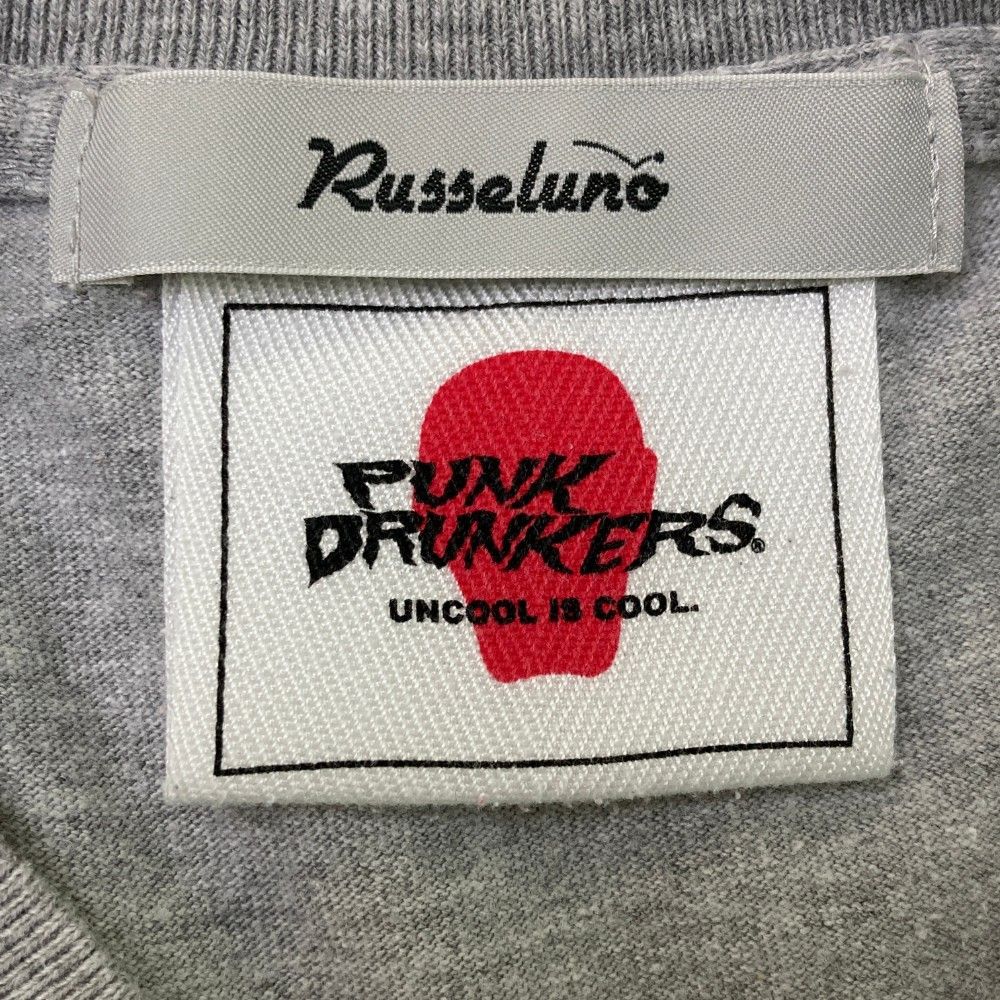 Russeluno
PUNK
DRUNKERS®
UNCOOL IS COOL.